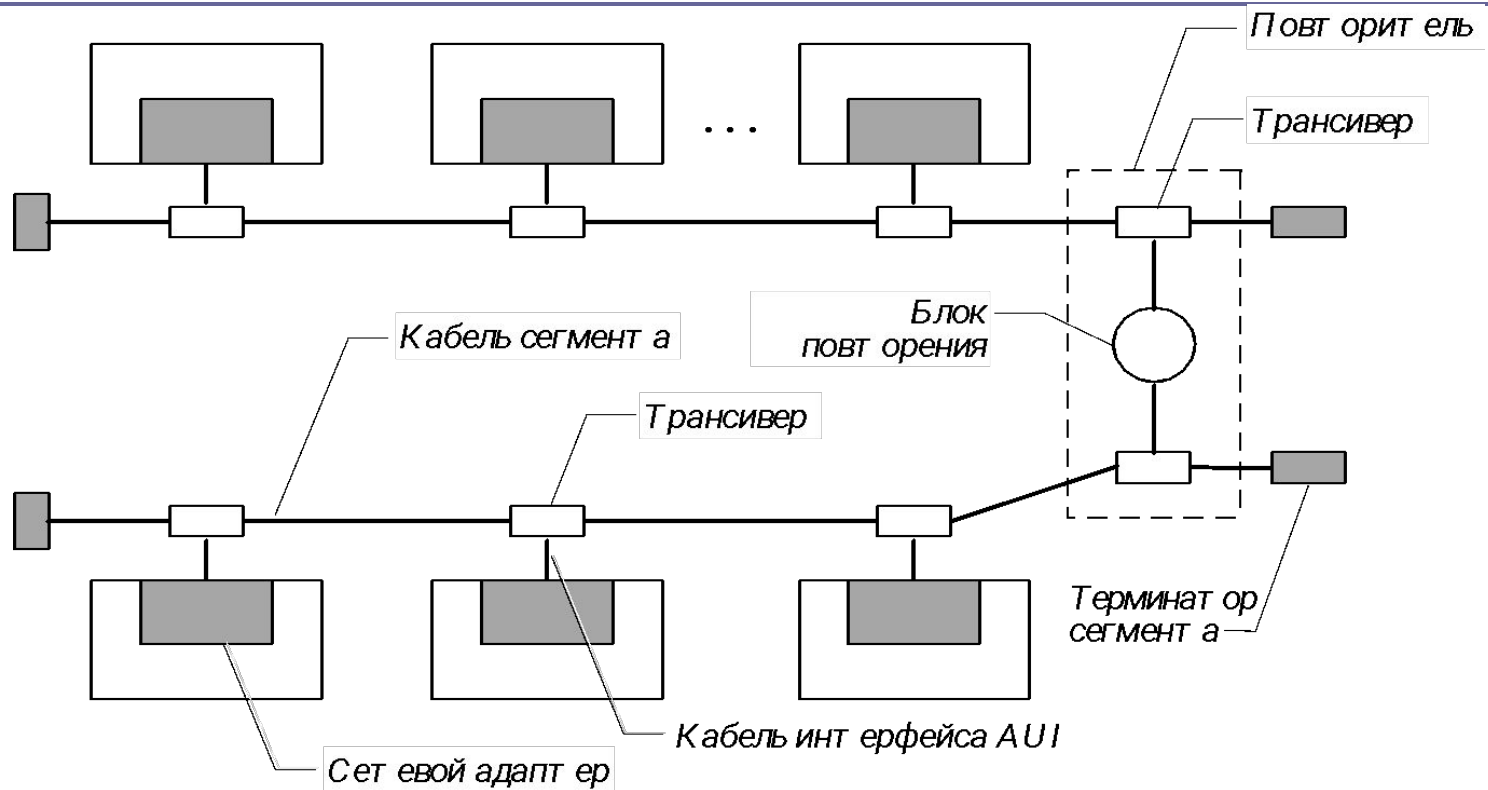 Повторитель
Трансивер
. . .
Блок
повторения
Кабель сегмента
Трансивер
Терминатор
сегмента
Кабель интерфейса AUI
Сетевой адаптер